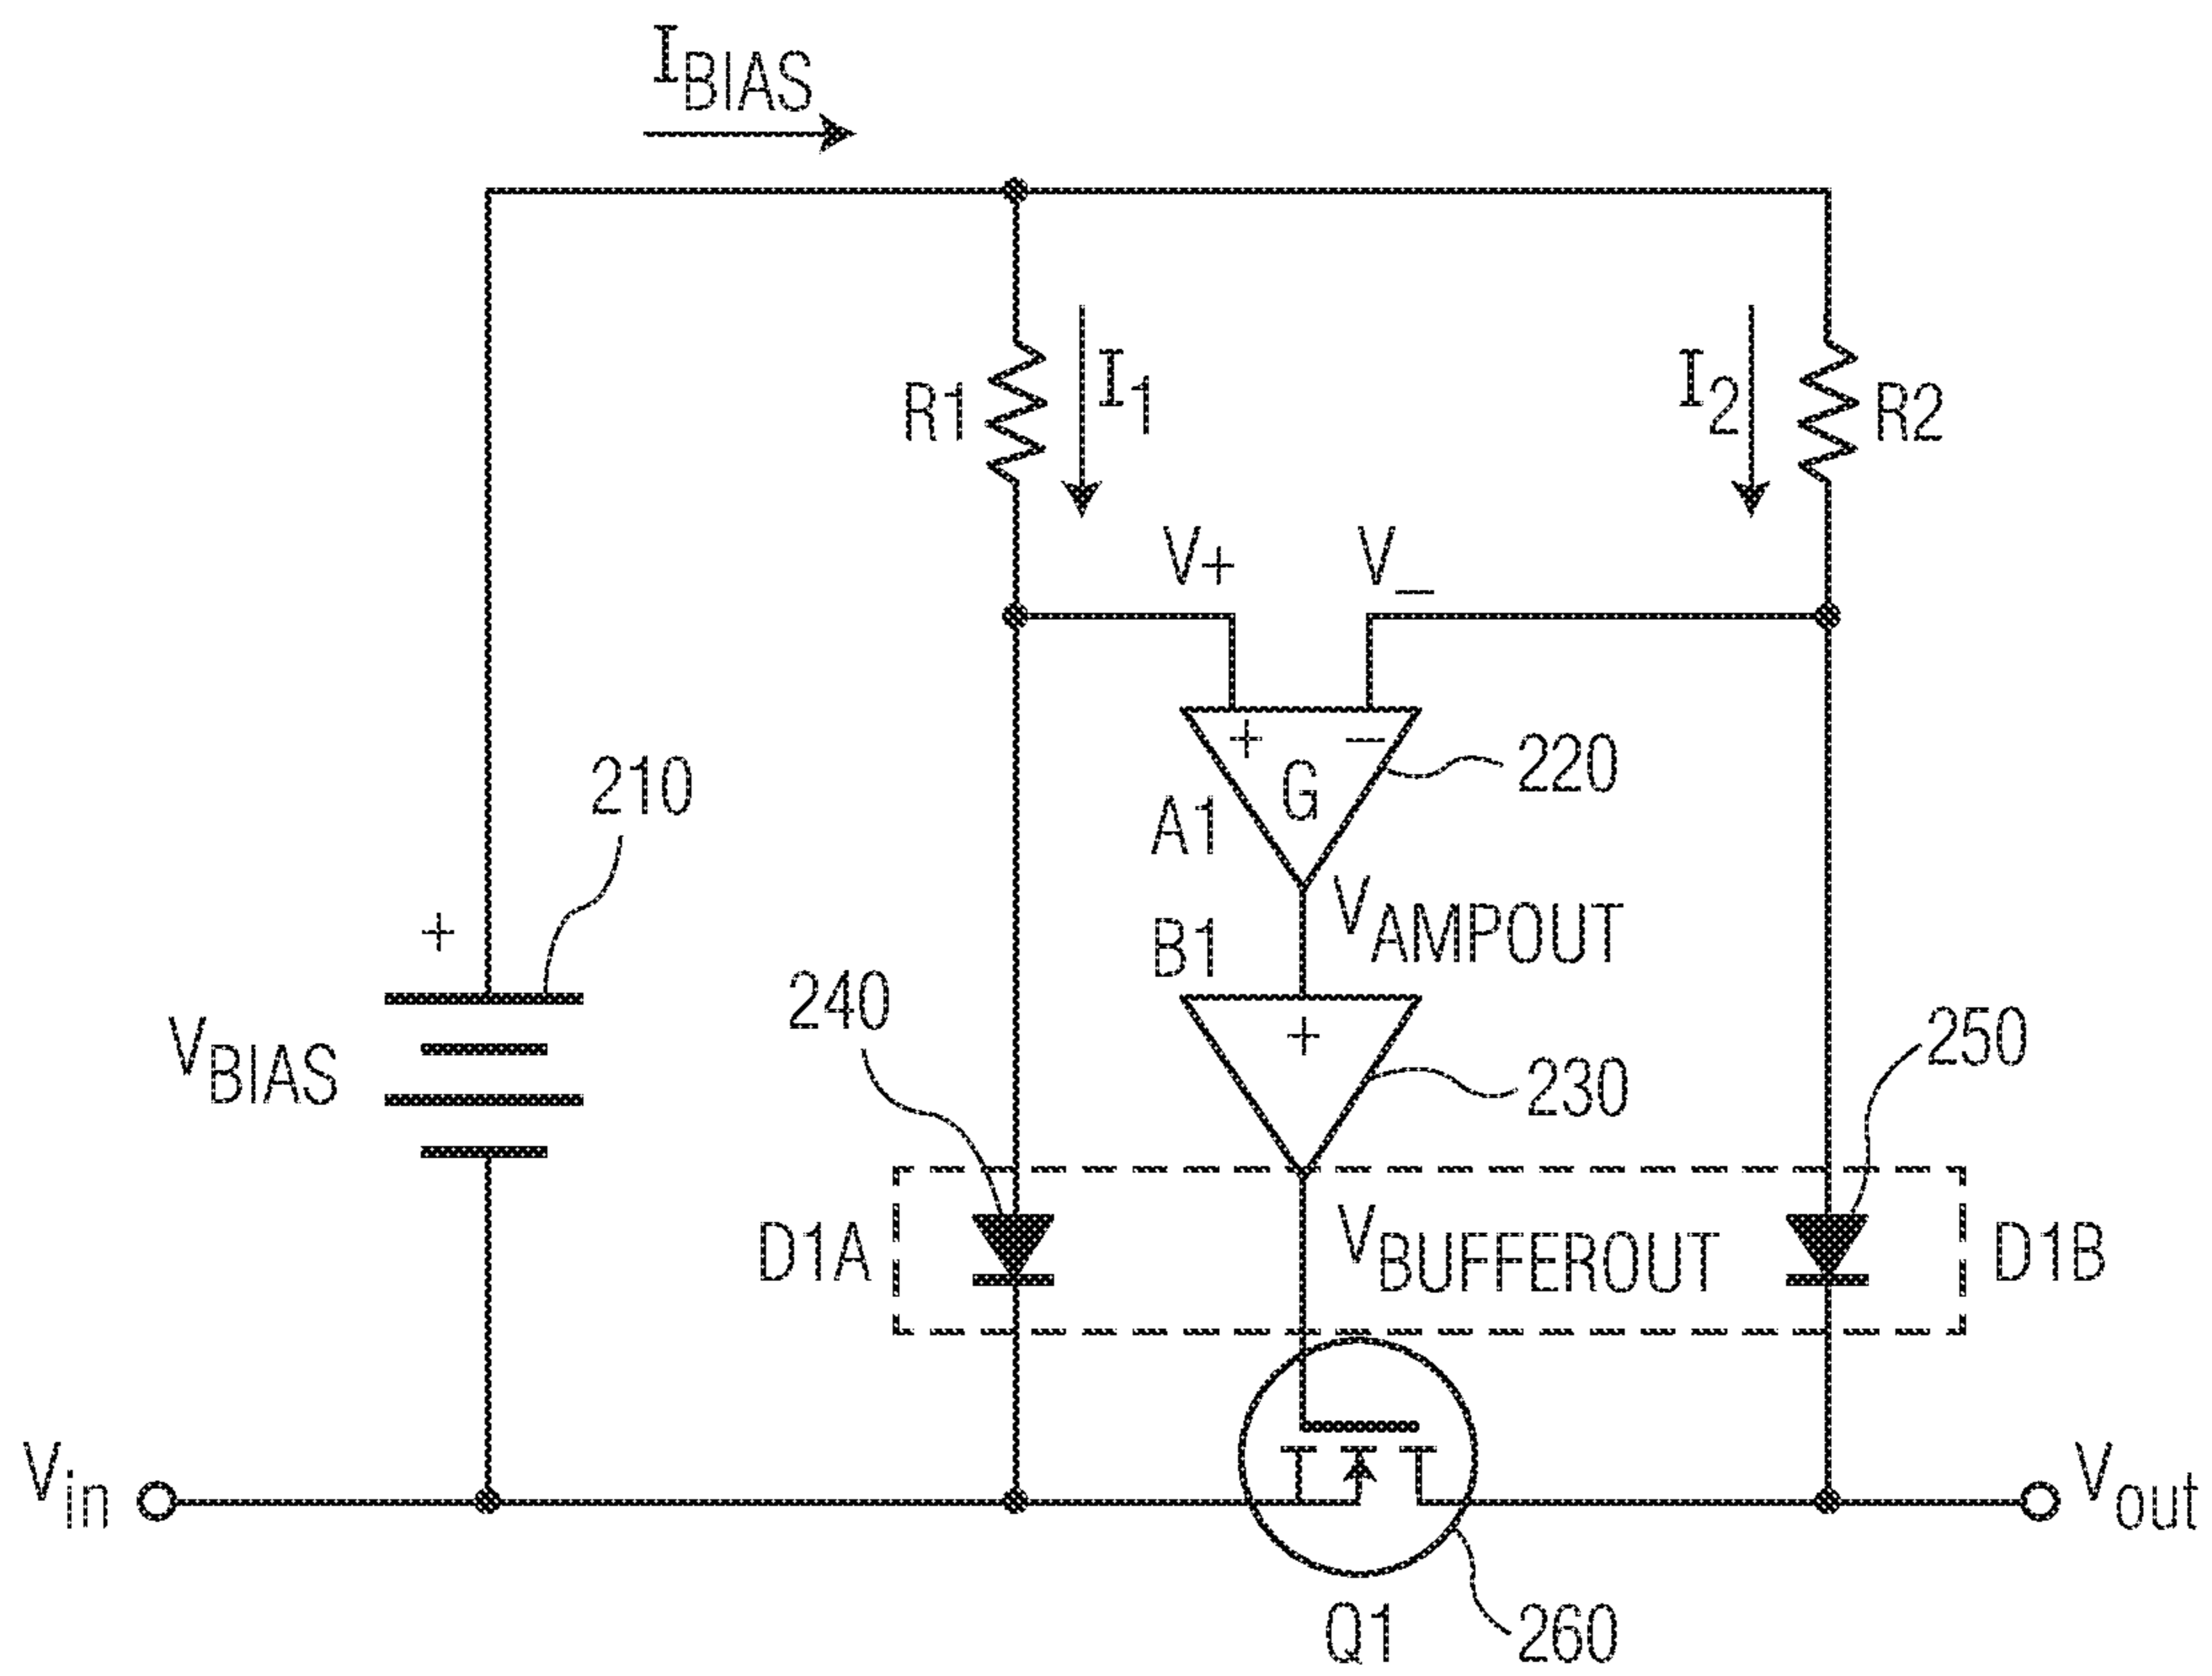 IBIAS
R1
I1
I2
R2
V+
V_
+
−
G
220
A1
VAMPOUT
210
+
B1
240
+
230
250
VBIAS
D1A
VBUFFEROUT
D1B
Vin
Vout
Q1
260